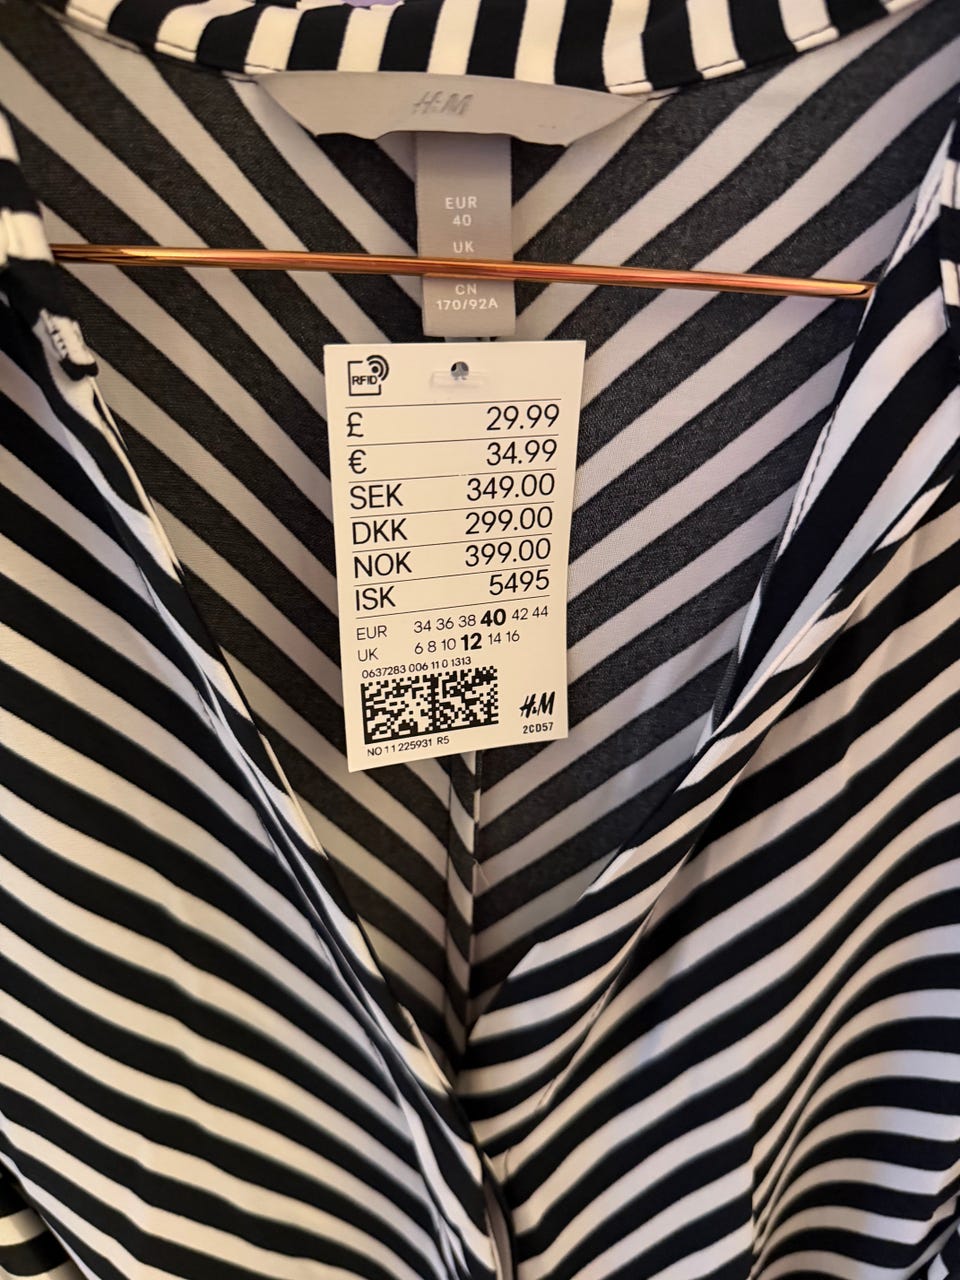 H&M
EUR
40
UK
CN
170/92A
RFID
£ 29.99
€ 34.99
SEK 349.00
DKK 299.00
NOK 399.00
ISK 5495
EUR 34 36 38 40 42 44
UK 6 8 10 12 14 16
0637283 006 11 0 1313
H&M
2CD57
NO 11 225931 R5